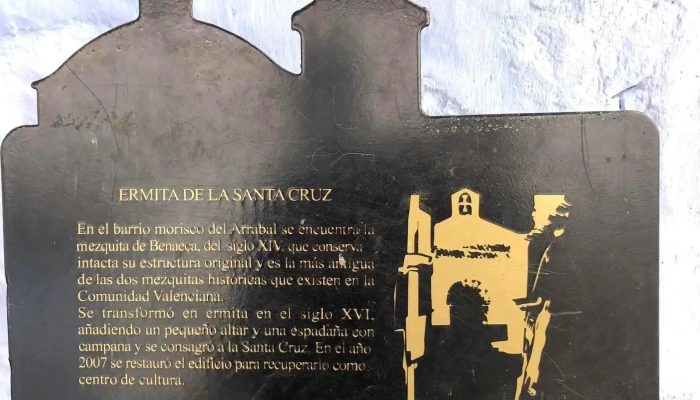 ERMITA DE LA SANTA CRUZ
En el barrio morisco del Arrabal se encuentra la
mezquita de Benaeça, del siglo XIV, que conserva
intacta su estructura original y es la más antigua
de las dos mezquitas históricas que existen en la
Comunidad Valenciana.
Se transformó en ermita en el siglo XVI,
añadiendo un pequeño altar y una espadaña con
campana y se consagró a la Santa Cruz. En el año
2007 se restauró el edificio para recuperarlo como
centro de cultura.